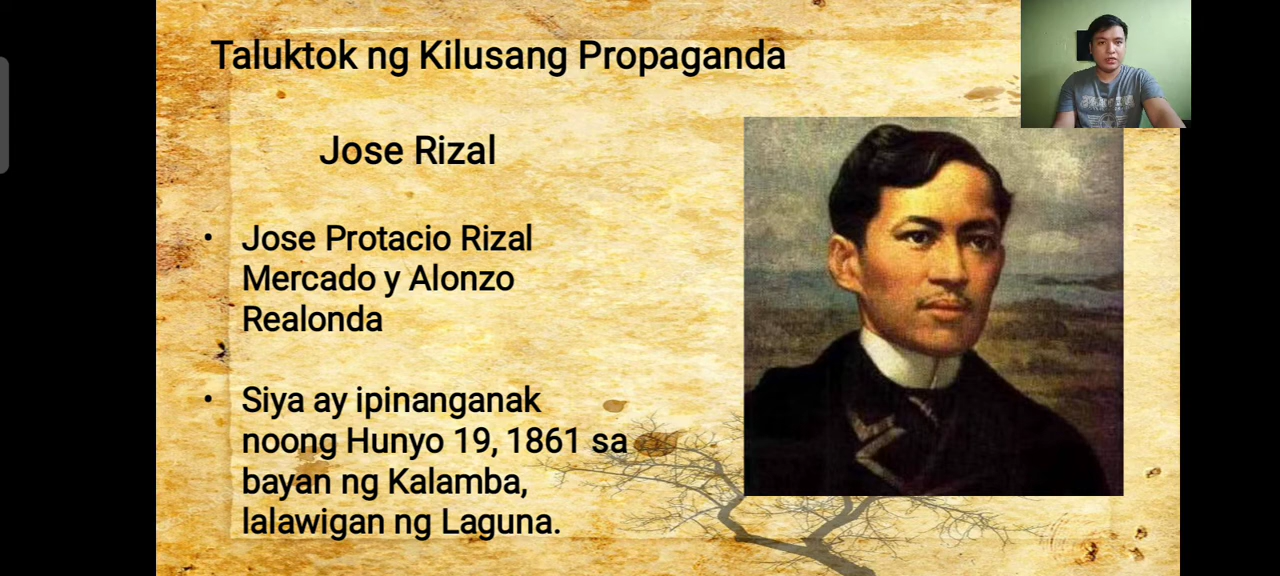 Taluktok ng Kilusang Propaganda
Jose Rizal
• Jose Protacio Rizal
Mercado y Alonzo
Realonda
• Siya ay ipinanganak
noong Hunyo 19, 1861 sa
bayan ng Kalamba,
lalawigan ng Laguna.